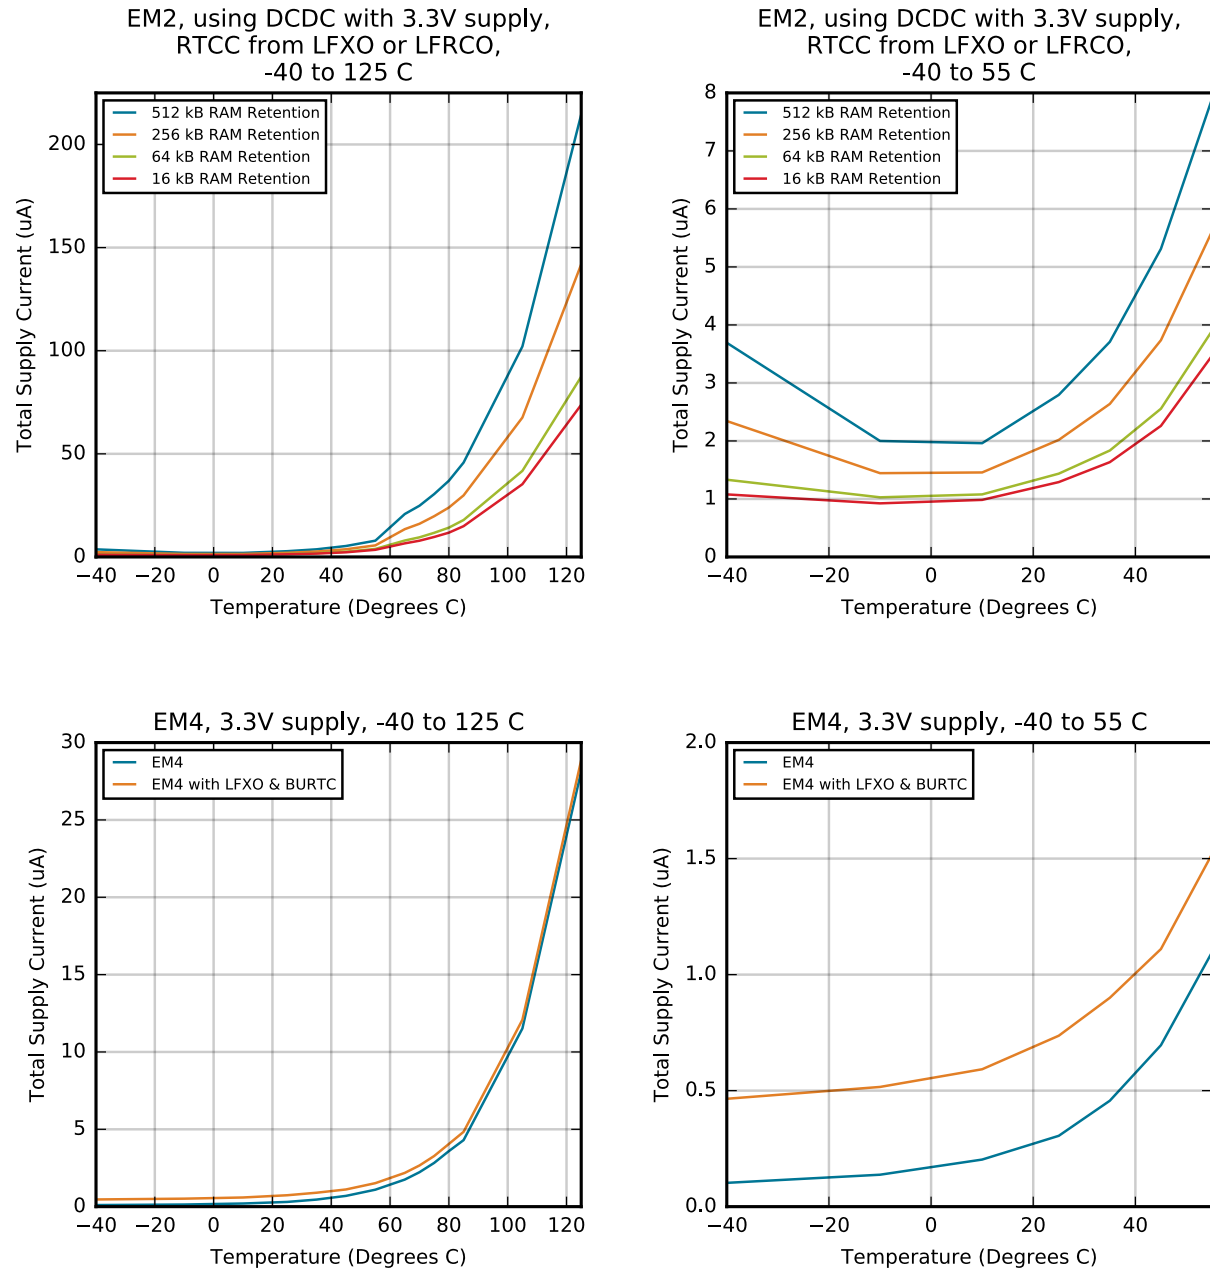 EM2, using DCDC with 3.3V supply,
RTCC from LFXO or LFRCO,
-40 to 125 C
512 kB RAM Retention
256 kB RAM Retention
64 kB RAM Retention
16 kB RAM Retention
200
150
100
50
0
Total Supply Current (uA)
−40 −20 0 20 40 60 80 100 120
Temperature (Degrees C)
EM2, using DCDC with 3.3V supply,
RTCC from LFXO or LFRCO,
-40 to 55 C
512 kB RAM Retention
256 kB RAM Retention
64 kB RAM Retention
16 kB RAM Retention
8
7
6
5
4
3
2
1
0
Total Supply Current (uA)
−40 −20 0 20 40
Temperature (Degrees C)
EM4, 3.3V supply, -40 to 125 C
EM4
EM4 with LFXO & BURTC
30
25
20
15
10
5
0
Total Supply Current (uA)
−40 −20 0 20 40 60 80 100 120
Temperature (Degrees C)
EM4, 3.3V supply, -40 to 55 C
EM4
EM4 with LFXO & BURTC
2.0
1.5
1.0
0.5
0.0
Total Supply Current (uA)
−40 −20 0 20 40
Temperature (Degrees C)